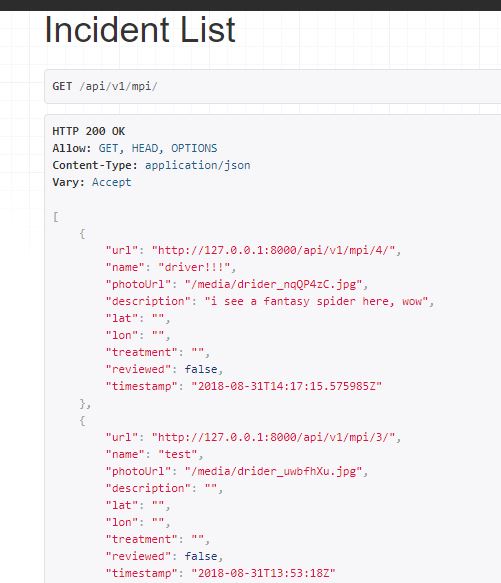 Incident List
GET /api/v1/mpi/
HTTP 200 OK
Allow: GET, HEAD, OPTIONS
Content-Type: application/json
Vary: Accept
[
{
"url": "http://127.0.0.1:8000/api/v1/mpi/4/",
"name": "driver!!!",
"photoUrl": "/media/drider_nqQP4zC.jpg",
"description": "i see a fantasy spider here, wow",
"lat": "",
"lon": "",
"treatment": "",
"reviewed": false,
"timestamp": "2018-08-31T14:17:15.575985Z"
},
{
"url": "http://127.0.0.1:8000/api/v1/mpi/3/",
"name": "test",
"photoUrl": "/media/drider_uwbfhXu.jpg",
"description": "",
"lat": "",
"lon": "",
"treatment": "",
"reviewed": false,
"timestamp": "2018-08-31T13:53:18Z"